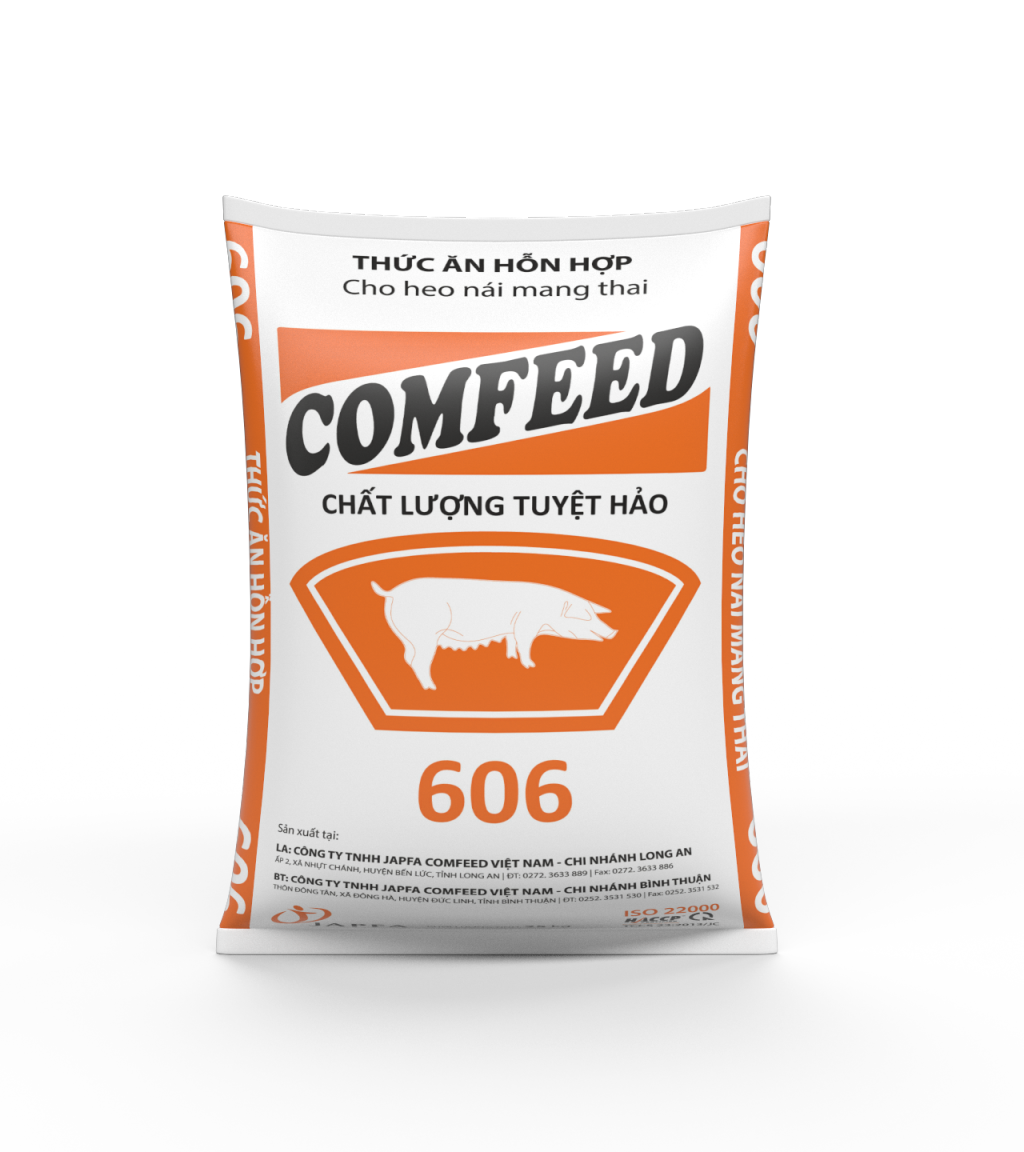 THỨC ĂN HỖN HỢP
Cho heo nái mang thai
COMFEED
CHẤT LƯỢNG TUYỆT HẢO
606
Sản xuất tại:
LA: CÔNG TY TNHH JAPFA COMFEED VIỆT NAM - CHI NHÁNH LONG AN
ẤP 2, XÃ NHỰT CHÁNH, HUYỆN BẾN LỨC, TỈNH LONG AN | ĐT: 0272. 3633 889 | Fax: 0272. 3633 886
BT: CÔNG TY TNHH JAPFA COMFEED VIỆT NAM - CHI NHÁNH BÌNH THUẬN
THÔN ĐÔNG TÂN, XÃ ĐÔNG HÀ, HUYỆN ĐỨC LINH, TỈNH BÌNH THUẬN | ĐT: 0252. 3531 530 | Fax: 0252. 3531 532
JAPFA
ISO 22000
HACCP
606
THỨC ĂN HỖN HỢP
606
606
CHO HEO NÁI MANG THAI
606